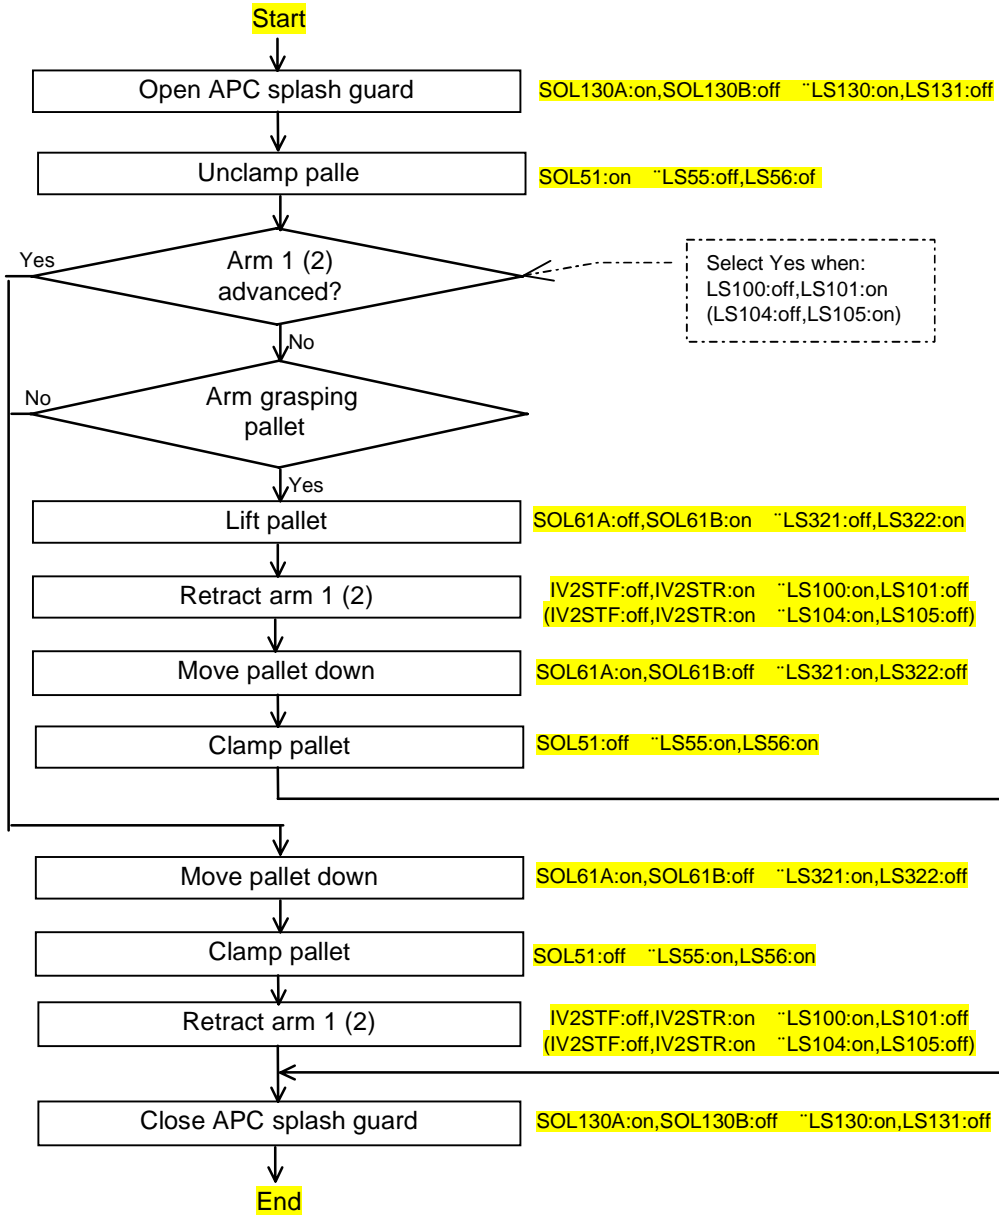 Start
Open APC splash guard
SOL130A:on,SOL130B:off ¨LS130:on,LS131:off
Unclamp palle
SOL51:on ¨LS55:off,LS56:of
Yes
Arm 1 (2)
advanced?
Select Yes when:
LS100:off,LS101:on
(LS104:off,LS105:on)
No
No
Arm grasping
pallet
Yes
Lift pallet
SOL61A:off,SOL61B:on ¨LS321:off,LS322:on
Retract arm 1 (2)
IV2STF:off,IV2STR:on ¨LS100:on,LS101:off
(IV2STF:off,IV2STR:on ¨LS104:on,LS105:off)
Move pallet down
SOL61A:on,SOL61B:off ¨LS321:on,LS322:off
Clamp pallet
SOL51:off ¨LS55:on,LS56:on
Move pallet down
SOL61A:on,SOL61B:off ¨LS321:on,LS322:off
Clamp pallet
SOL51:off ¨LS55:on,LS56:on
Retract arm 1 (2)
IV2STF:off,IV2STR:on ¨LS100:on,LS101:off
(IV2STF:off,IV2STR:on ¨LS104:on,LS105:off)
Close APC splash guard
SOL130A:on,SOL130B:off ¨LS130:on,LS131:off
End